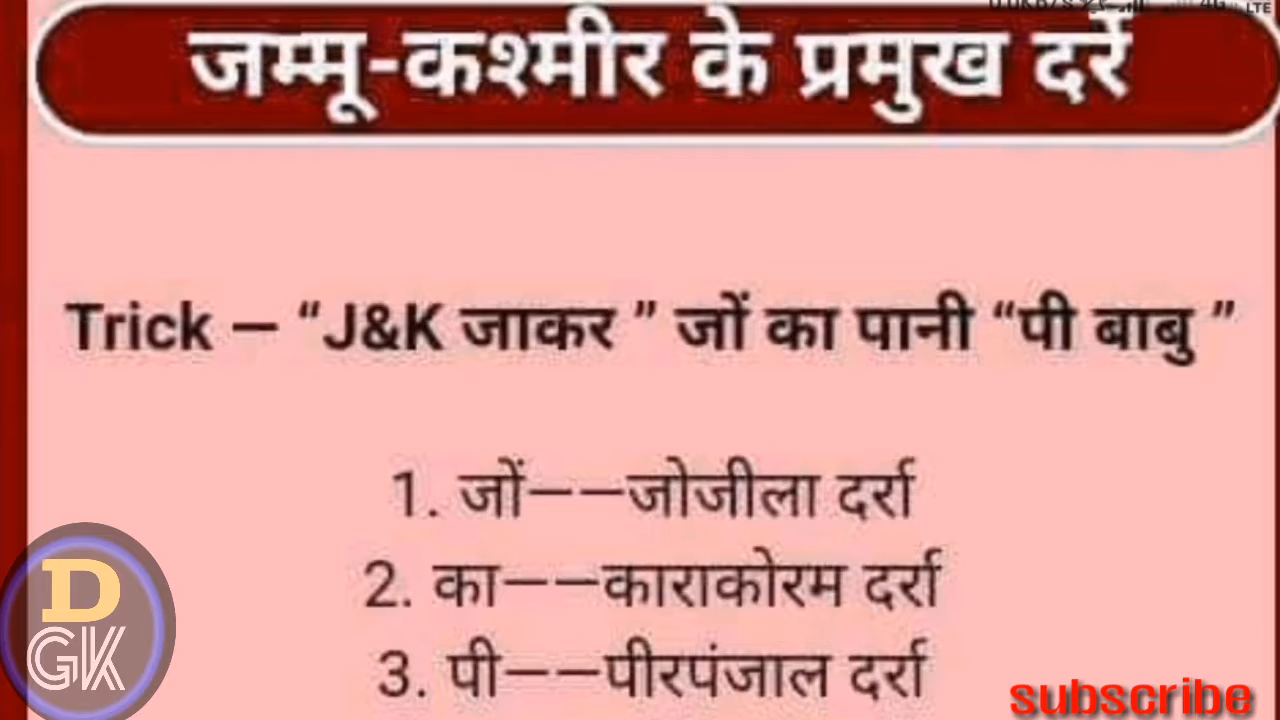 जम्मू-कश्मीर के प्रमुख दर्रे
Trick – “J&K जाकर ” जों का पानी “पी बाबु ”
1. जों––जोजीला दर्रा
2. का––काराकोरम दर्रा
3. पी––पीरपंजाल दर्रा
D
GK
subscribe